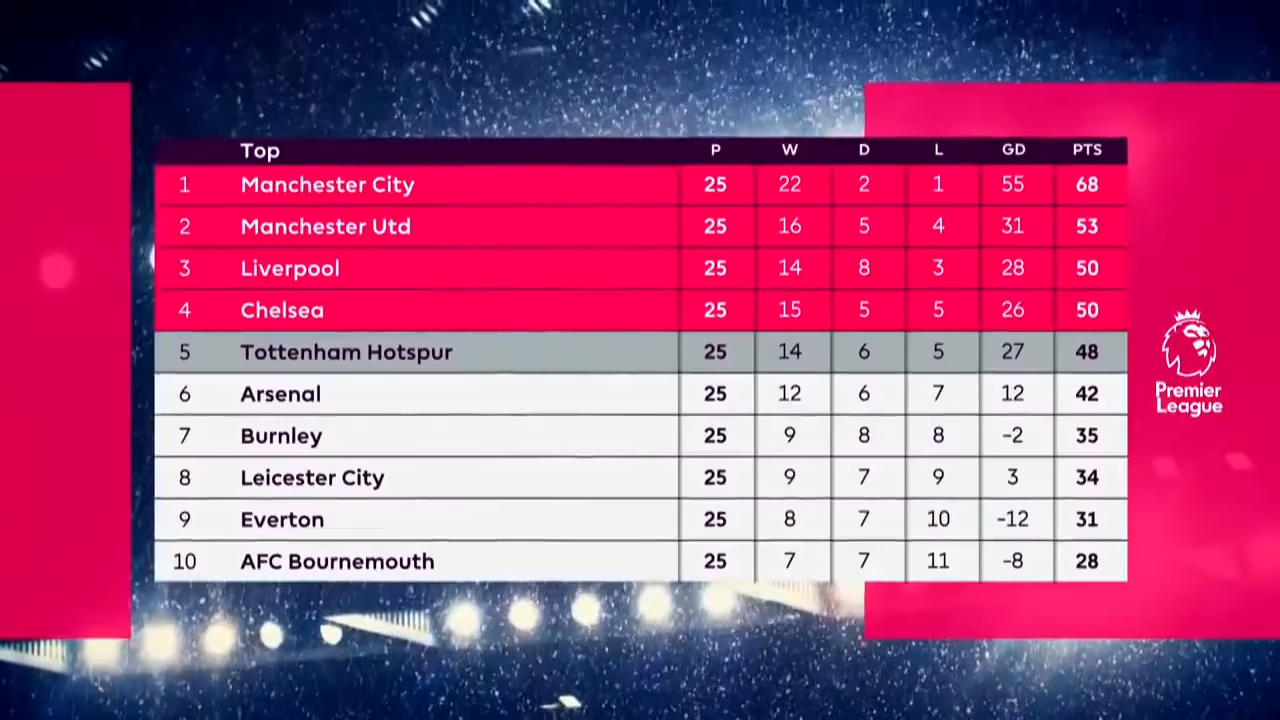 Top P W D L GD PTS
1 Manchester City 25 22 2 1 55 68
2 Manchester Utd 25 16 5 4 31 53
3 Liverpool 25 14 8 3 28 50
4 Chelsea 25 15 5 5 26 50
5 Tottenham Hotspur 25 14 6 5 27 48
6 Arsenal 25 12 6 7 12 42
7 Burnley 25 9 8 8 -2 35
8 Leicester City 25 9 7 9 3 34
9 Everton 25 8 7 10 -12 31
10 AFC Bournemouth 25 7 7 11 -8 28
Premier
League